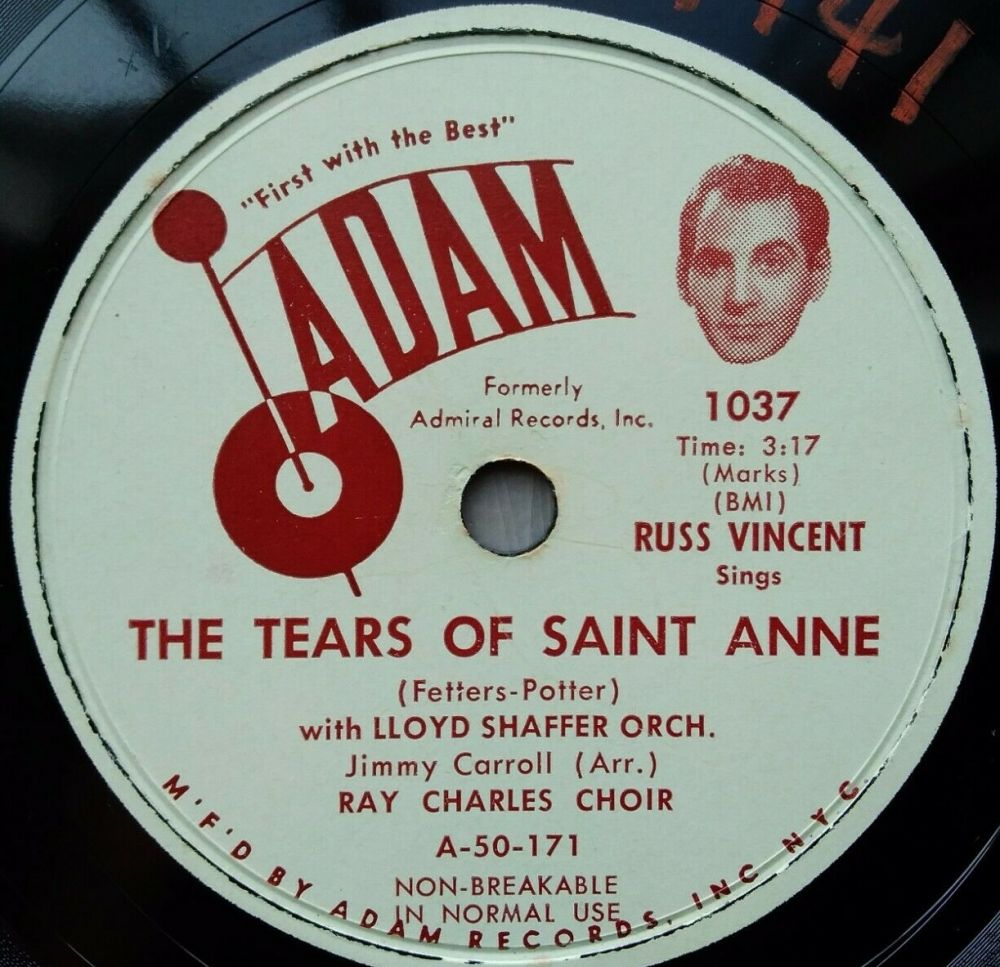 "First with the Best"
ADAM
Formerly
Admiral Records, Inc.
1037
Time: 3:17
(Marks)
(BMI)
RUSS VINCENT
Sings
THE TEARS OF SAINT ANNE
(Fetters-Potter)
with LLOYD SHAFFER ORCH.
Jimmy Carroll (Arr.)
RAY CHARLES CHOIR
A-50-171
NON-BREAKABLE
IN NORMAL USE
M'F'D BY ADAM RECORDS, INC N.Y.C.